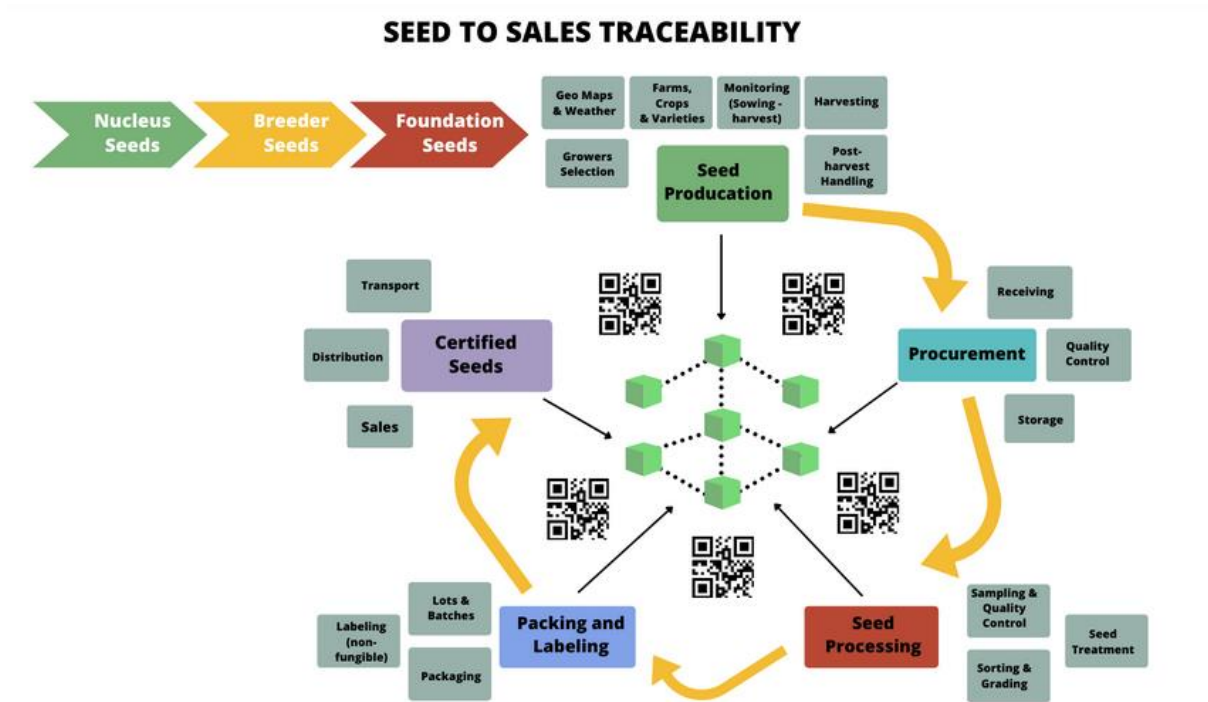 SEED TO SALES TRACEABILITY
Nucleus
Seeds
Breeder
Seeds
Foundation
Seeds
Geo Maps
& Weather
Farms,
Crops
& Varieties
Monitoring
(Sowing -
harvest)
Harvesting
Growers
Selection
Seed
Producation
Post-
harvest
Handling
Transport
Distribution
Sales
Certified
Seeds
Receiving
Procurement
Quality
Control
Storage
Lots &
Batches
Labeling
(non-
fungible)
Packaging
Packing and
Labeling
Seed
Processing
Sampling &
Quality
Control
Seed
Treatment
Sorting &
Grading